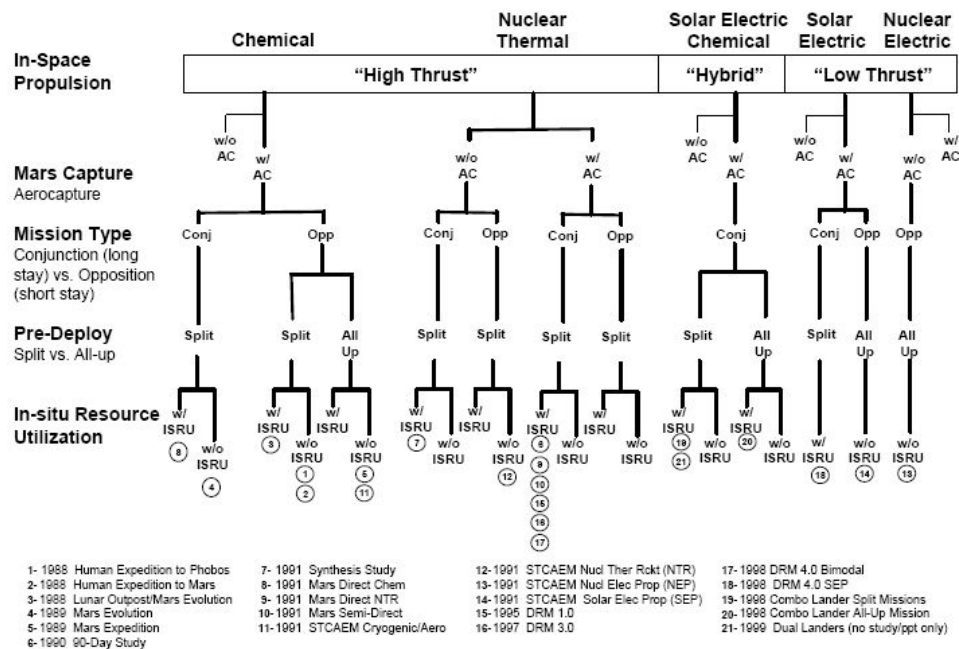 Chemical
Nuclear
Thermal
Solar Electric
Chemical
Solar
Electric
Nuclear
Electric
In-Space
Propulsion
“High Thrust” “Hybrid” “Low Thrust”
w/o
AC
w/
AC
w/o
AC
w/
AC
w/o
AC
w/
AC
w/o
AC
w/
AC
w/o
AC
w/
AC
Mars Capture
Aerocapture
Mission Type
Conjunction (long
stay) vs. Opposition
(short stay)
Conj Opp Conj Opp Conj Opp Conj Conj Opp Opp
Pre-Deploy
Split vs. All-up
Split
Split
All
Up
Split
Split
Split
Split
Split
All
Up
Split
All
Up
All
Up
In-situ Resource
Utilization
w/
ISRU
8
w/o
ISRU
4
w/
ISRU
3
w/o
ISRU
1
2
w/
ISRU
w/o
ISRU
5
11
w/
ISRU
7
w/o
ISRU
w/
ISRU
w/o
ISRU
12
w/
ISRU
6
9
10
15
16
17
w/o
ISRU
w/
ISRU
w/o
ISRU
w/
ISRU
19
21
w/o
ISRU
w/
ISRU
20
w/o
ISRU
w/
ISRU
18
w/o
ISRU
14
w/o
ISRU
13
1- 1988 Human Expedition to Phobos
2- 1988 Human Expedition to Mars
3- 1988 Lunar Outpost/Mars Evolution
4- 1989 Mars Evolution
5- 1989 Mars Expedition
6- 1990 90-Day Study
7- 1991 Synthesis Study
8- 1991 Mars Direct Chem
9- 1991 Mars Direct NTR
10- 1991 Mars Semi-Direct
11- 1991 STCAEM Cryogenic/Aero
12- 1991 STCAEM Nucl Ther Rckt (NTR)
13- 1991 STCAEM Nucl Elec Prop (NEP)
14- 1991 STCAEM Solar Elec Prop (SEP)
15- 1995 DRM 1.0
16- 1997 DRM 3.0
17- 1998 DRM 4.0 Bimodal
18- 1998 DRM 4.0 SEP
19- 1998 Combo Lander Split Missions
20- 1998 Combo Lander All-Up Mission
21- 1999 Dual Landers (no study/ppt only)